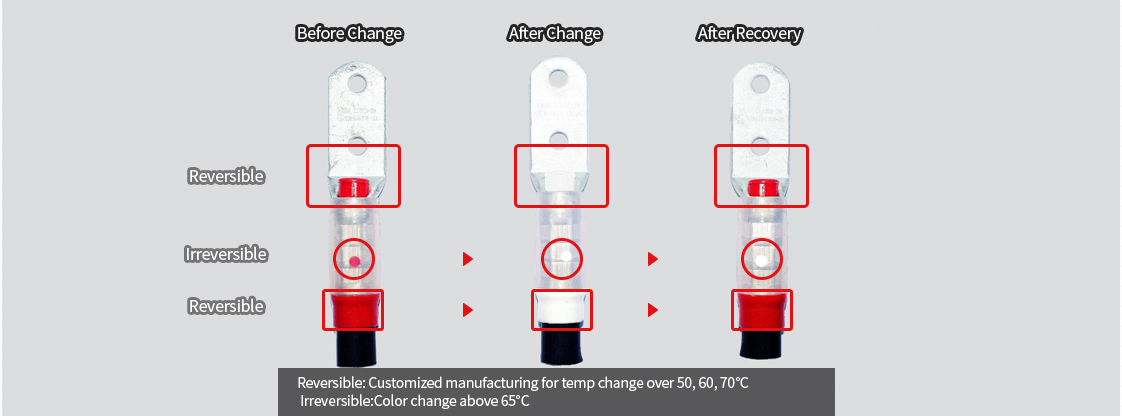 Before Change
After Change
After Recovery
Reversible
Irreversible
Reversible
Reversible: Customized manufacturing for temp change over 50, 60, 70℃
Irreversible:Color change above 65℃